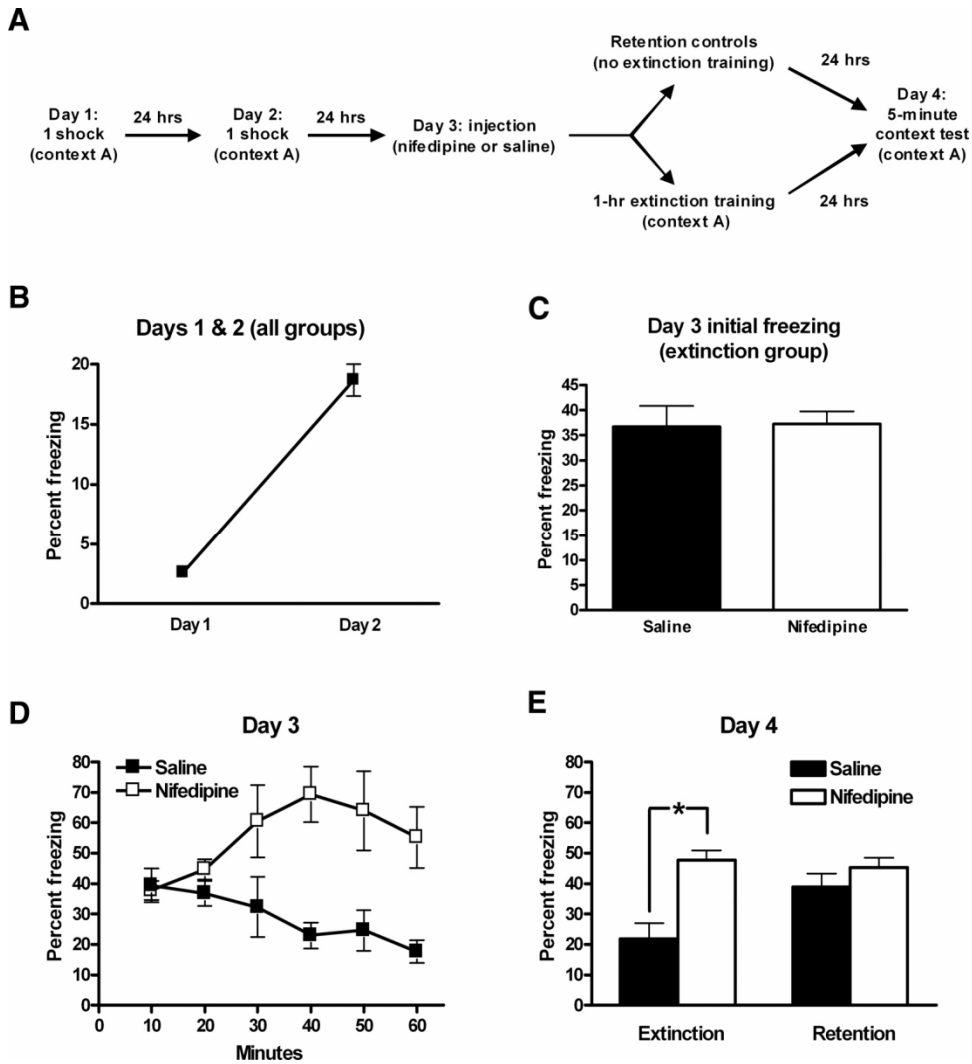 A
Retention controls
(no extinction training)
24 hrs
Day 1:
1 shock
(context A)
24 hrs
Day 2:
1 shock
(context A)
24 hrs
Day 3: injection
(nifedipine or saline)
Day 4:
5-minute
context test
(context A)
1-hr extinction training
(context A)
24 hrs
B
Days 1 & 2 (all groups)
Percent freezing
20
15
10
5
0
Day 1
Day 2
C
Day 3 initial freezing
(extinction group)
Percent freezing
45
40
35
30
25
20
15
10
5
0
Saline
Nifedipine
D
Day 3
Saline
Nifedipine
Percent freezing
80
70
60
50
40
30
20
10
0
0 10 20 30 40 50 60
Minutes
E
Day 4
Saline
Nifedipine
Percent freezing
80
70
60
50
40
30
20
10
0
*
Extinction
Retention